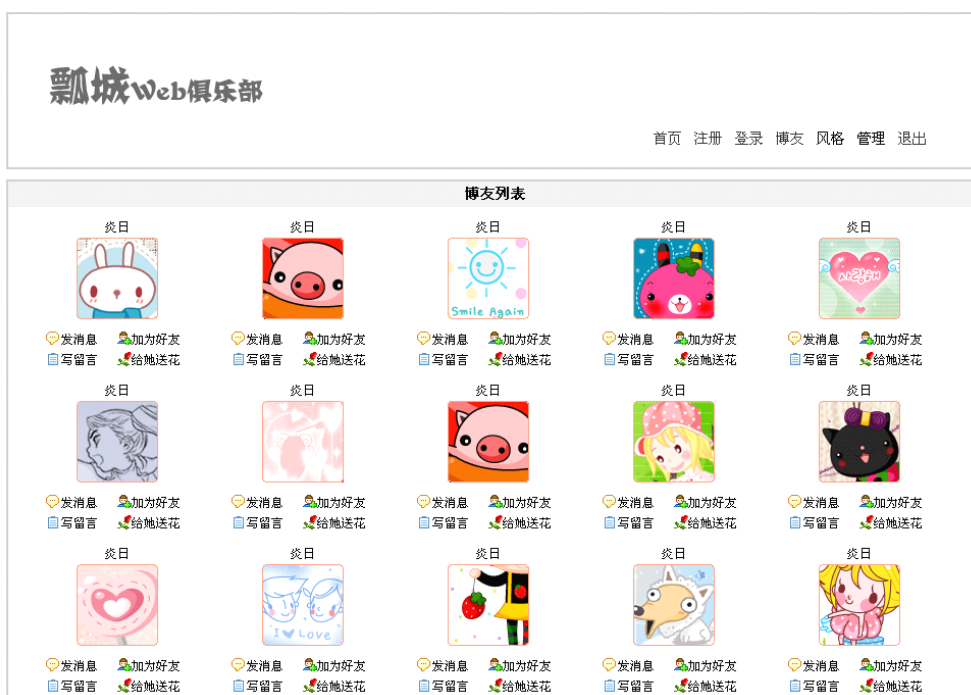 瓢城Web俱乐部
首页 注册 登录 博友 风格 管理 退出
博友列表
炎日 炎日 炎日 炎日 炎日
Smile Again
사랑해
发消息 加为好友 发消息 加为好友 发消息 加为好友 发消息 加为好友 发消息 加为好友
写留言 给她送花 写留言 给她送花 写留言 给她送花 写留言 给她送花 写留言 给她送花
炎日 炎日 炎日 炎日 炎日
发消息 加为好友 发消息 加为好友 发消息 加为好友 发消息 加为好友 发消息 加为好友
写留言 给她送花 写留言 给她送花 写留言 给她送花 写留言 给她送花 写留言 给她送花
炎日 炎日 炎日 炎日 炎日
I Love
发消息 加为好友 发消息 加为好友 发消息 加为好友 发消息 加为好友 发消息 加为好友
写留言 给她送花 写留言 给她送花 写留言 给她送花 写留言 给她送花 写留言 给她送花